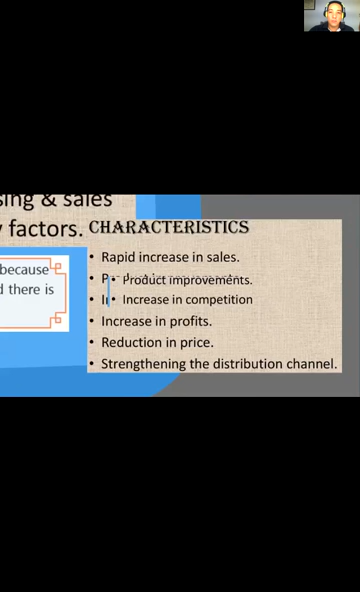 sing & sales
factors.
CHARACTERISTICS
because
there is
• Rapid increase in sales.
• Product improvements.
• Increase in competition
• Increase in profits.
• Reduction in price.
• Strengthening the distribution channel.